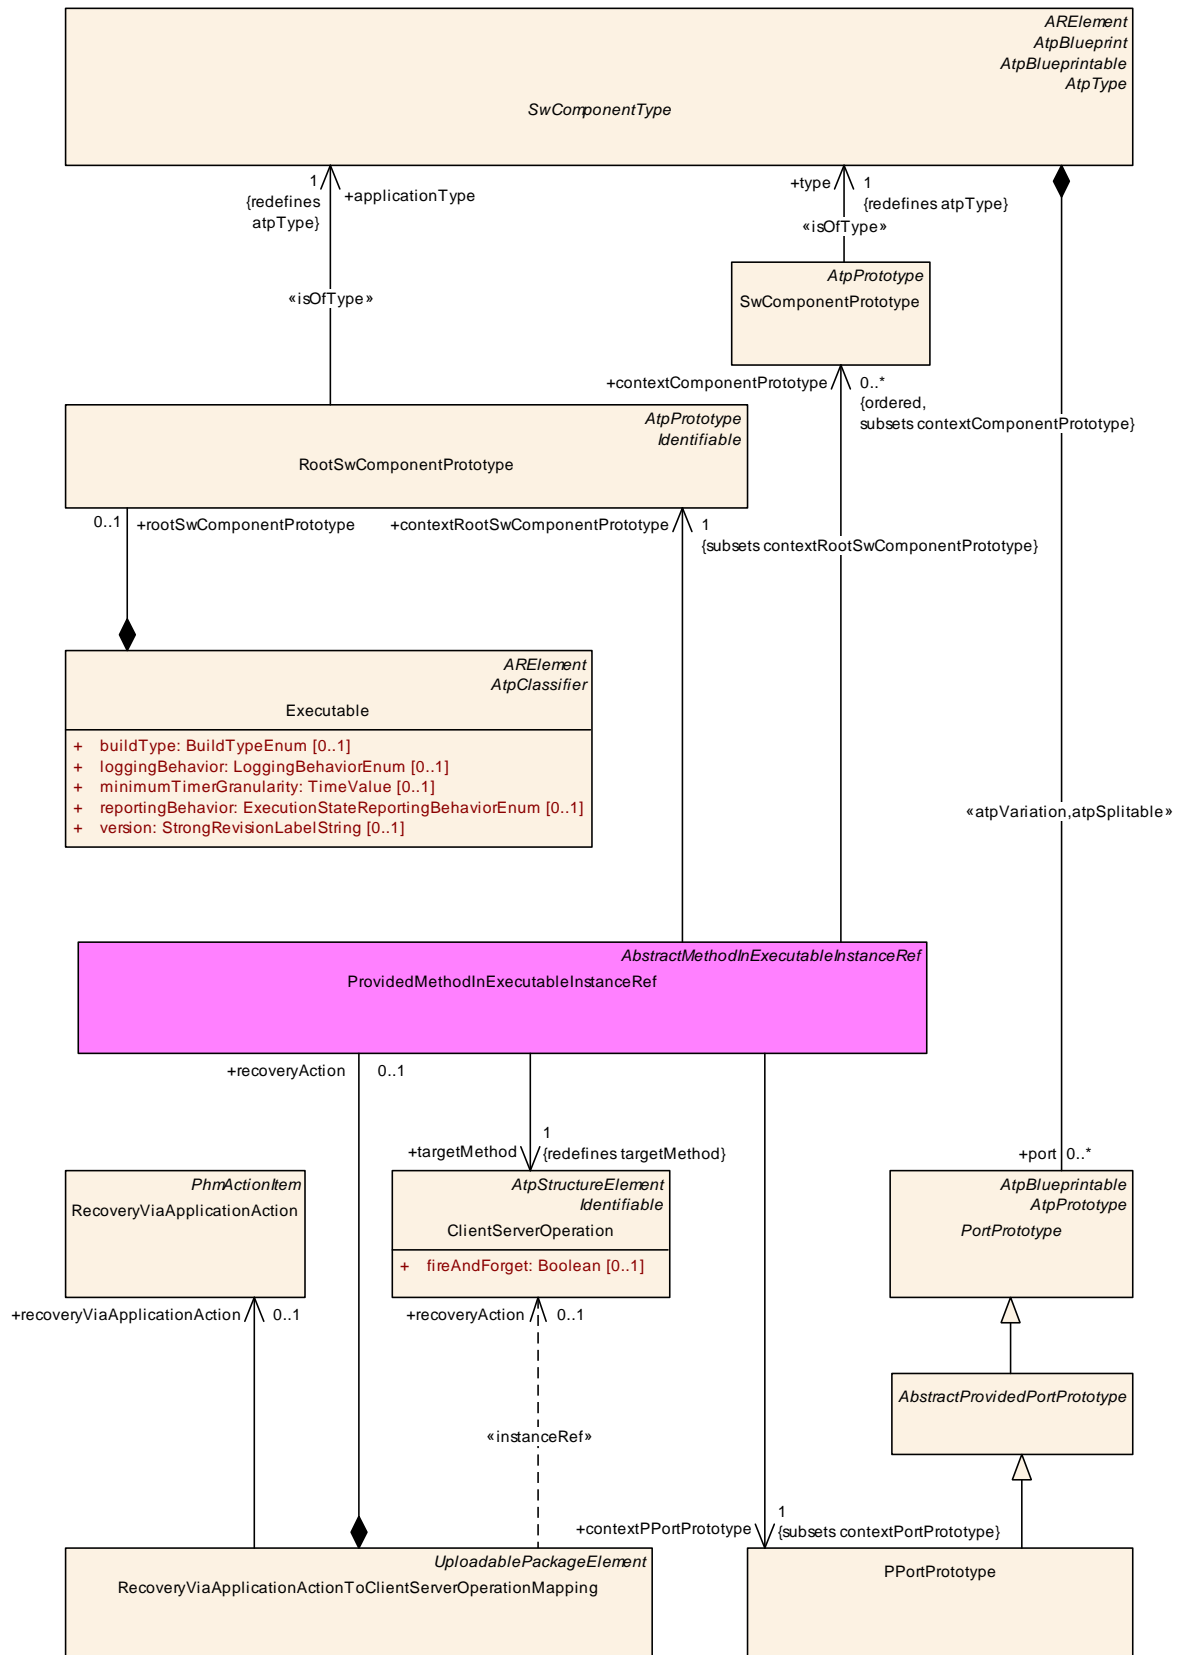 ARElement
AtpBlueprint
AtpBlueprintable
AtpType
SwComponentType
1
{redefines
atpType}
+applicationType
+type
1
{redefines atpType}
«isOfType»
«isOfType»
AtpPrototype
SwComponentPrototype
+contextComponentPrototype
0..*
{ordered,
subsets contextComponentPrototype}
AtpPrototype
Identifiable
RootSwComponentPrototype
0..1
+rootSwComponentPrototype
+contextRootSwComponentPrototype
1
{subsets contextRootSwComponentPrototype}
ARElement
AtpClassifier
Executable
+ buildType: BuildTypeEnum [0..1]
+ loggingBehavior: LoggingBehaviorEnum [0..1]
+ minimumTimerGranularity: TimeValue [0..1]
+ reportingBehavior: ExecutionStateReportingBehaviorEnum [0..1]
+ version: StrongRevisionLabelString [0..1]
«atpVariation,atpSplitable»
AbstractMethodInExecutableInstanceRef
ProvidedMethodInExecutableInstanceRef
+recoveryAction
0..1
+targetMethod
1
{redefines targetMethod}
+port
0..*
PhmActionItem
RecoveryViaApplicationAction
AtpStructureElement
Identifiable
ClientServerOperation
+ fireAndForget: Boolean [0..1]
AtpBlueprintable
AtpPrototype
PortPrototype
+recoveryViaApplicationAction
0..1
+recoveryAction
0..1
AbstractProvidedPortPrototype
«instanceRef»
+contextPPortPrototype
1
{subsets contextPortPrototype}
UploadablePackageElement
RecoveryViaApplicationActionToClientServerOperationMapping
PPortPrototype